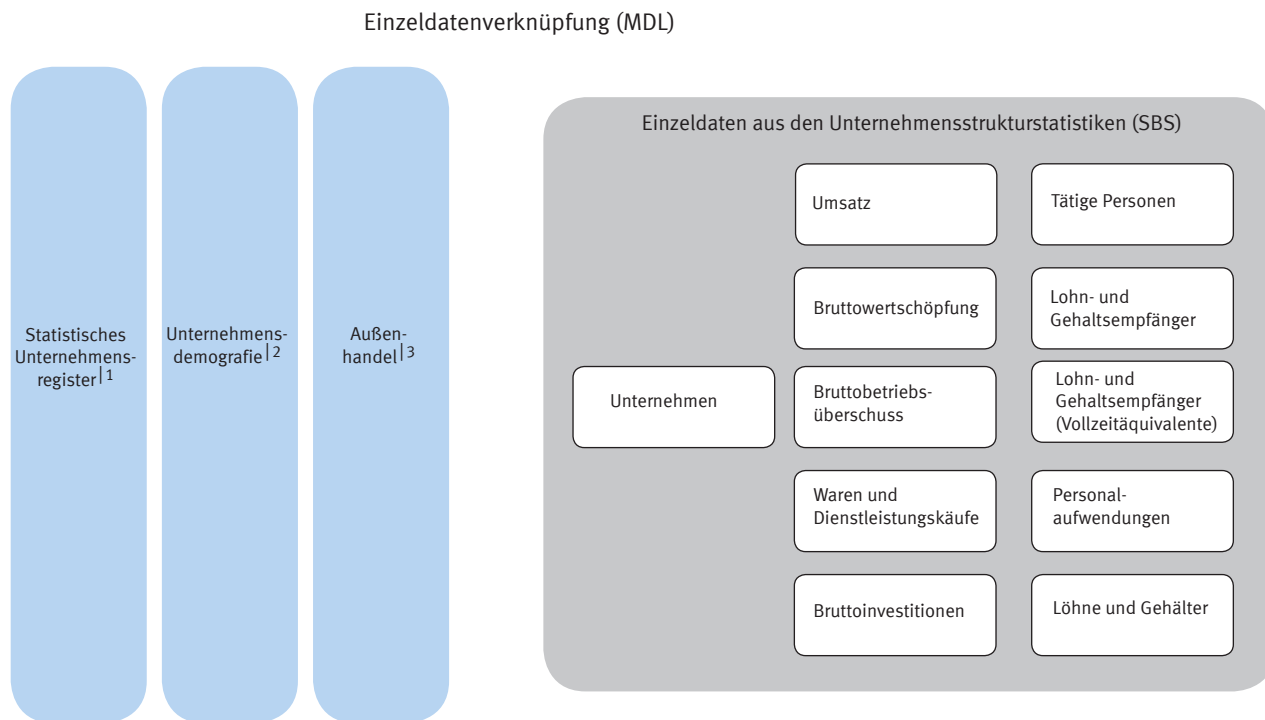 Einzeldatenverknüpfung (MDL)
Statistisches
Unternehmens-
register|1
Unternehmens-
demografie|2
Außen-
handel|3
Einzeldaten aus den Unternehmensstrukturstatistiken (SBS)
Unternehmen
Umsatz
Bruttowertschöpfung
Bruttobetriebs-
überschuss
Waren und
Dienstleistungskäufe
Bruttoinvestitionen
Tätige Personen
Lohn- und
Gehaltsempfänger
Lohn- und
Gehaltsempfänger
(Vollzeitäquivalente)
Personal-
aufwendungen
Löhne und Gehälter